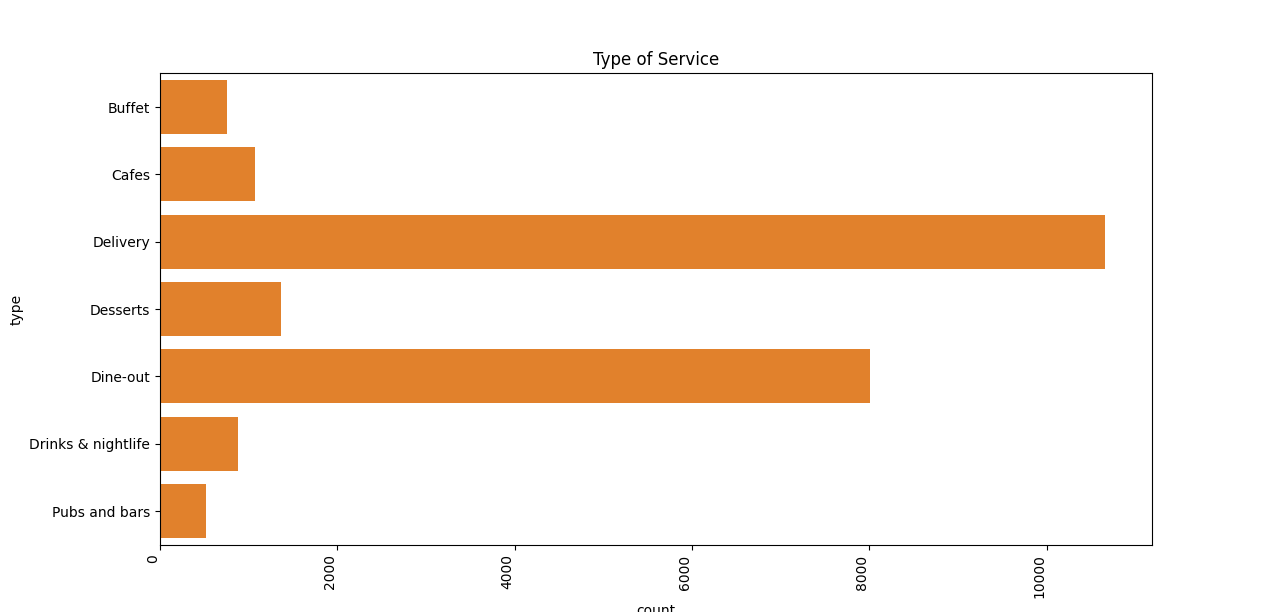 Type of Service
type
Buffet
Cafes
Delivery
Desserts
Dine-out
Drinks & nightlife
Pubs and bars
0
2000
4000
6000
8000
10000
count